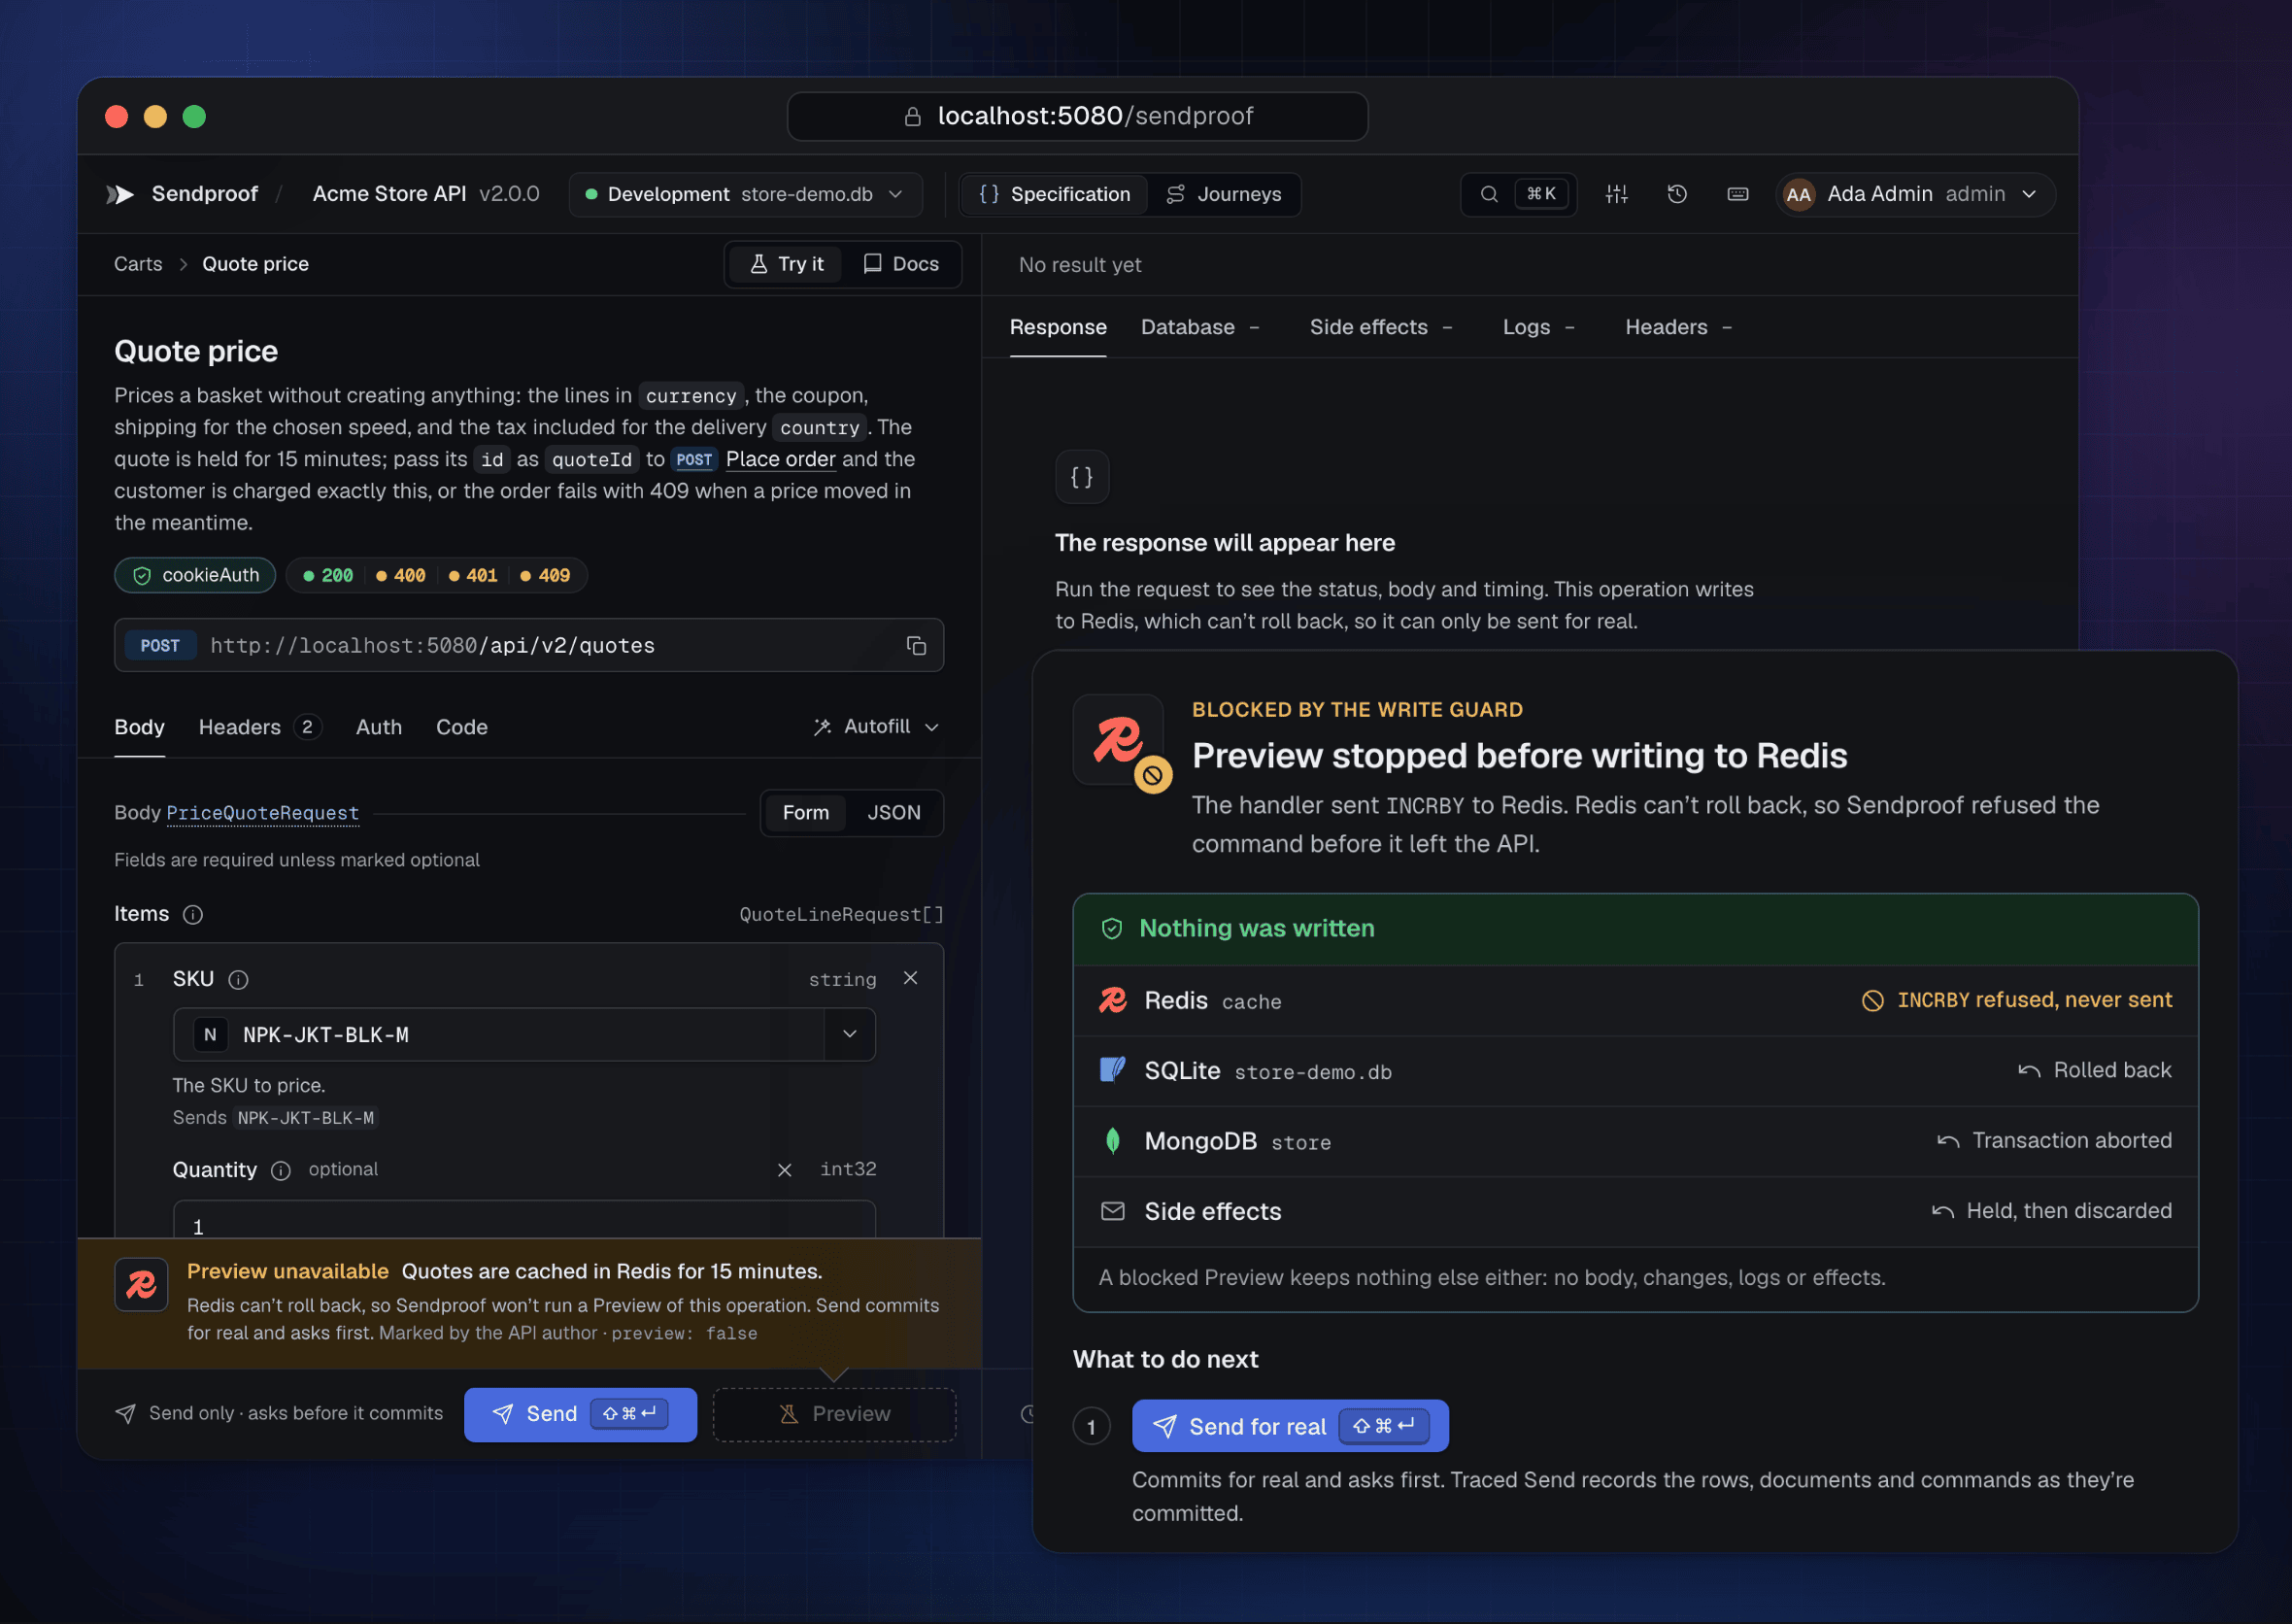 localhost:5080/sendproof
Sendproof / Acme Store API v2.0.0
Development store-demo.db
{ } Specification
Journeys
⌘K
AA Ada Admin admin
Carts > Quote price
Try it
Docs
Quote price
Prices a basket without creating anything: the lines in currency, the coupon,
shipping for the chosen speed, and the tax included for the delivery country. The
quote is held for 15 minutes; pass its id as quoteId to POST Place order and the
customer is charged exactly this, or the order fails with 409 when a price moved in
the meantime.
cookieAuth
200 400 401 409
POST http://localhost:5080/api/v2/quotes
Body Headers 2 Auth Code
Autofill
Body PriceQuoteRequest
Form JSON
Fields are required unless marked optional
Items QuoteLineRequest[]
1 SKU string
N NPK-JKT-BLK-M
The SKU to price.
Sends NPK-JKT-BLK-M
Quantity optional int32
1
Preview unavailable Quotes are cached in Redis for 15 minutes.
Redis can’t roll back, so Sendproof won’t run a Preview of this operation. Send commits
for real and asks first. Marked by the API author · preview: false
Send only · asks before it commits
Send ⇧⌘↵
Preview
No result yet
Response Database – Side effects – Logs – Headers –
{ }
The response will appear here
Run the request to see the status, body and timing. This operation writes
to Redis, which can’t roll back, so it can only be sent for real.
BLOCKED BY THE WRITE GUARD
Preview stopped before writing to Redis
The handler sent INCRBY to Redis. Redis can’t roll back, so Sendproof refused the
command before it left the API.
Nothing was written
Redis cache INCRBY refused, never sent
SQLite store-demo.db Rolled back
MongoDB store Transaction aborted
Side effects Held, then discarded
A blocked Preview keeps nothing else either: no body, changes, logs or effects.
What to do next
1 Send for real ⇧⌘↵
Commits for real and asks first. Traced Send records the rows, documents and commands as they’re
committed.